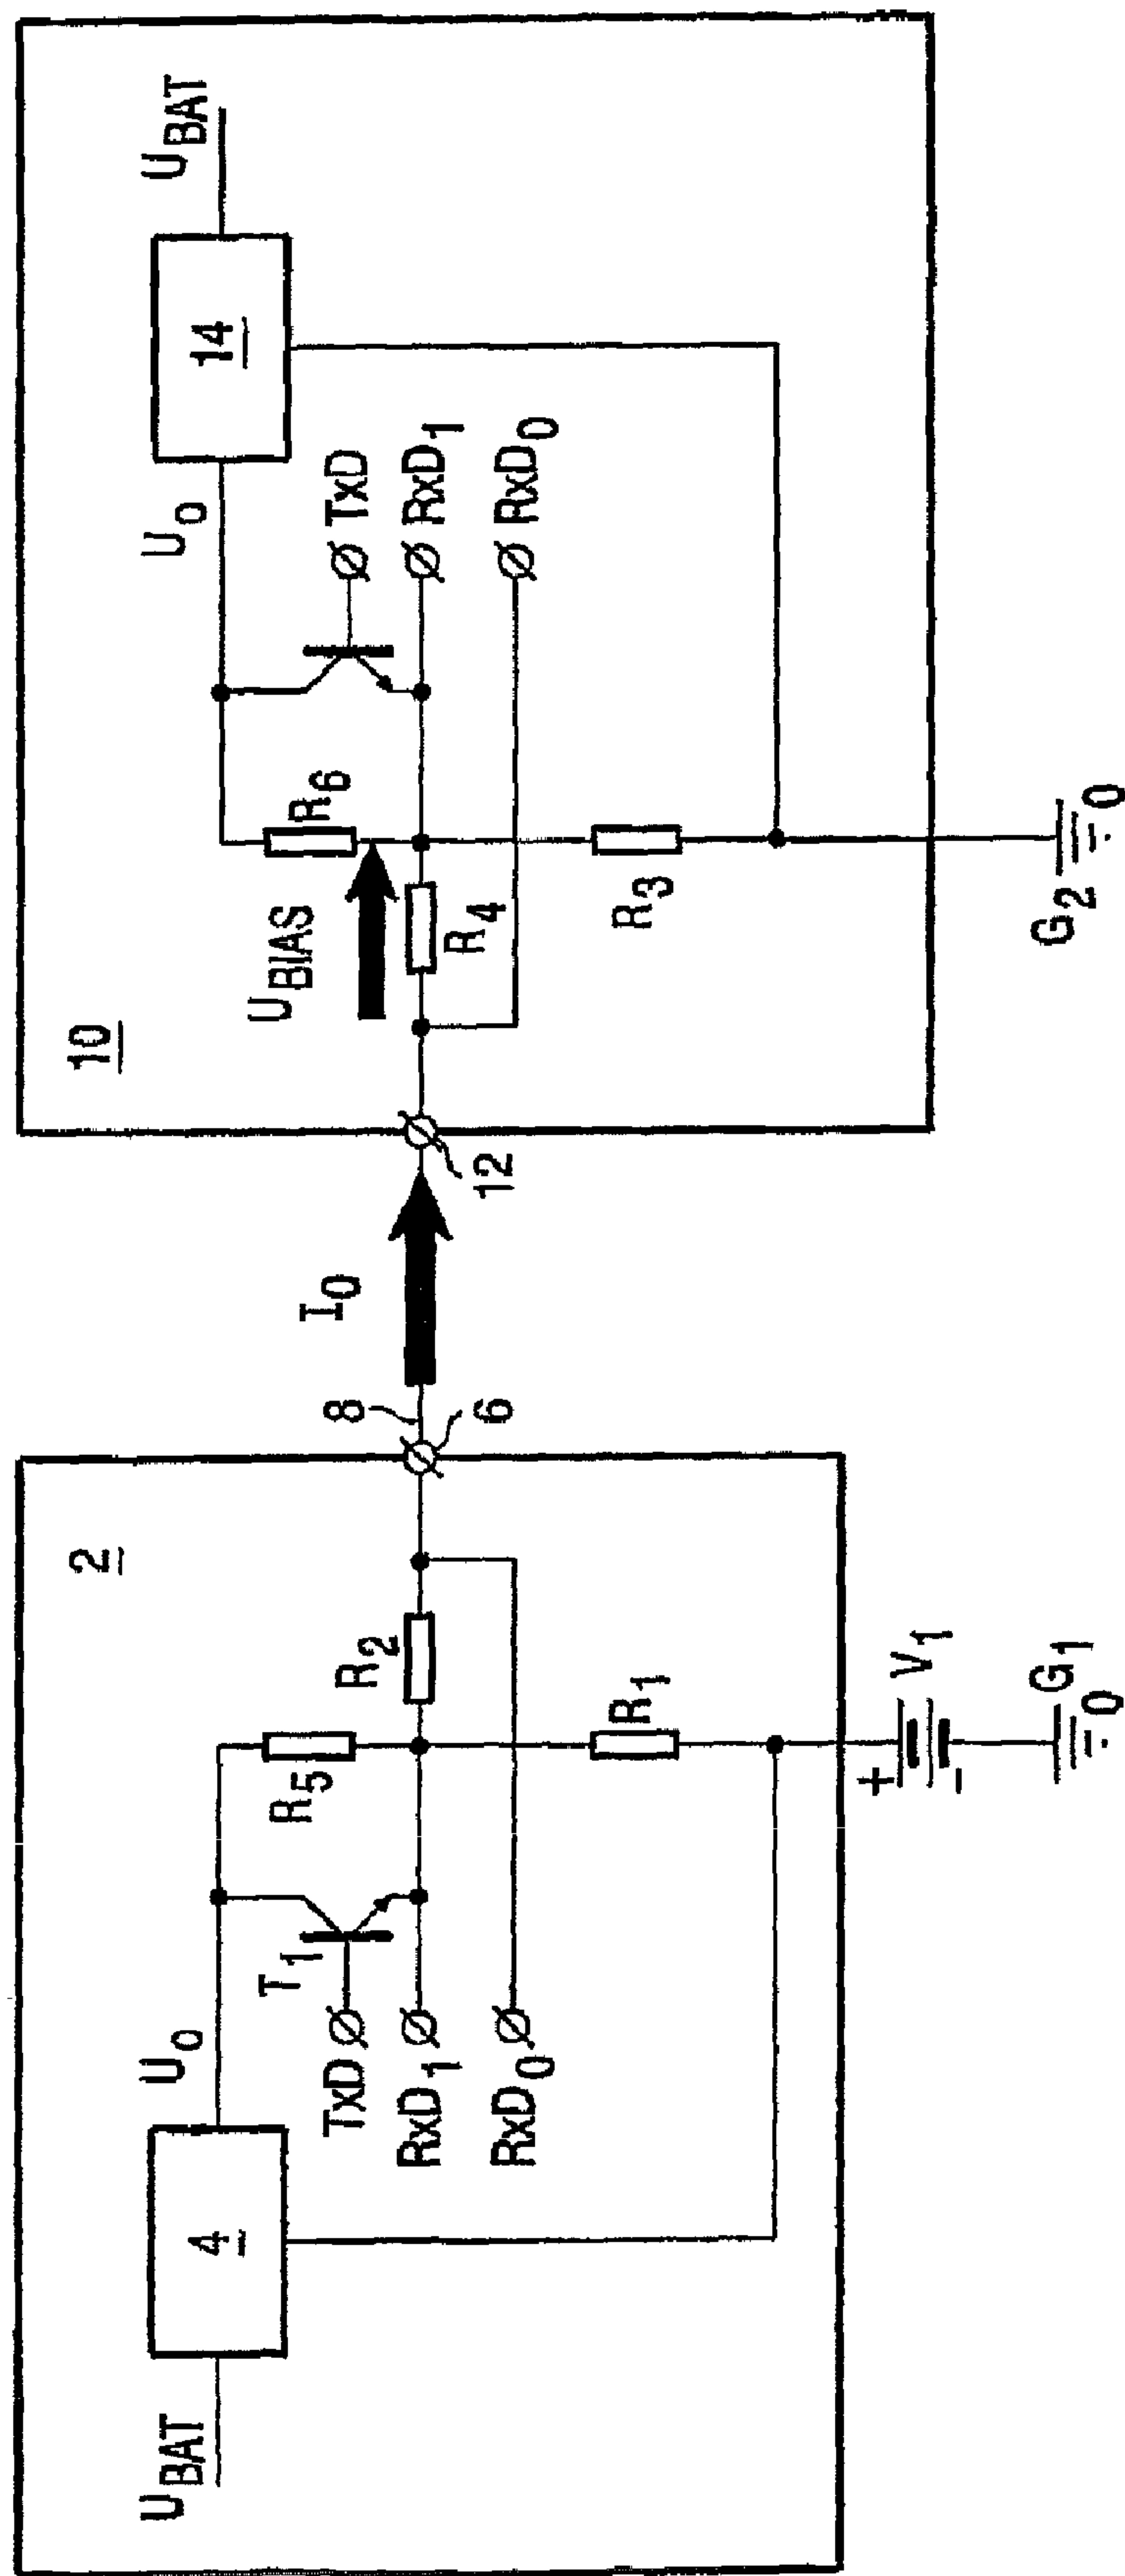 2
U_BAT
4
U_0
T_1
TxD
RxD_1
RxD_0
R_5
R_2
R_1
+
V_1
-
G_1
0
6
8
I_0
12
10
U_BIAS
R_6
R_4
R_3
U_0
14
U_BAT
TxD
RxD_1
RxD_0
G_2
0